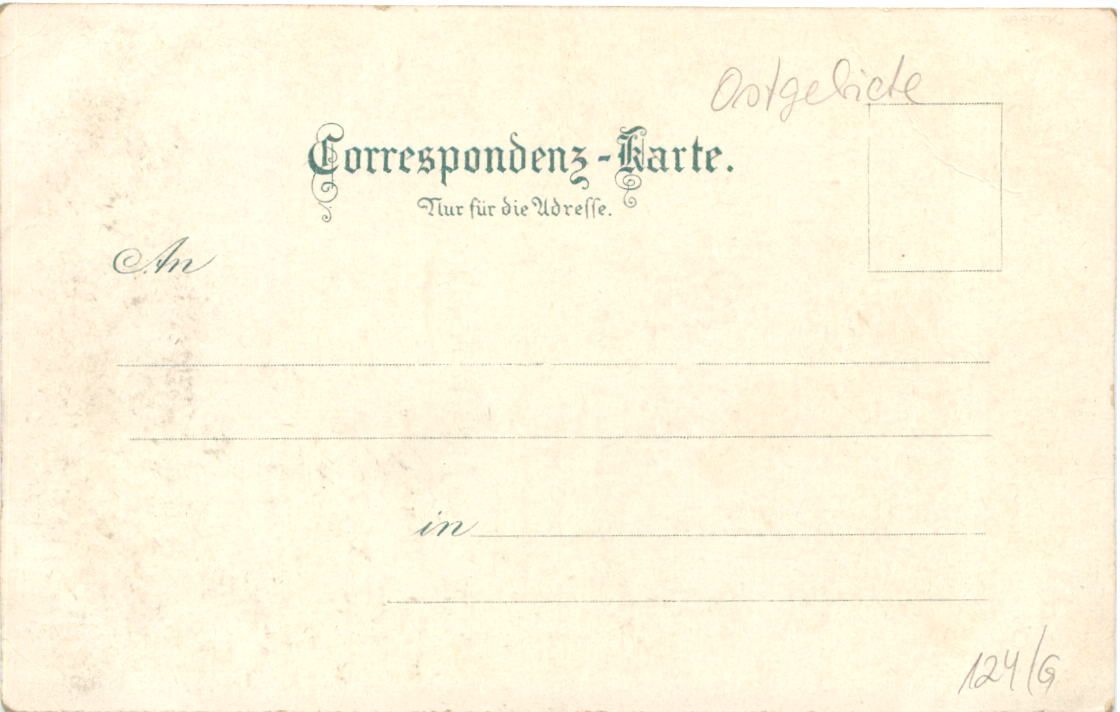 Ostgebiete
Correspondenz-Karte.
Nur für die Adresse.
An
in
124/G